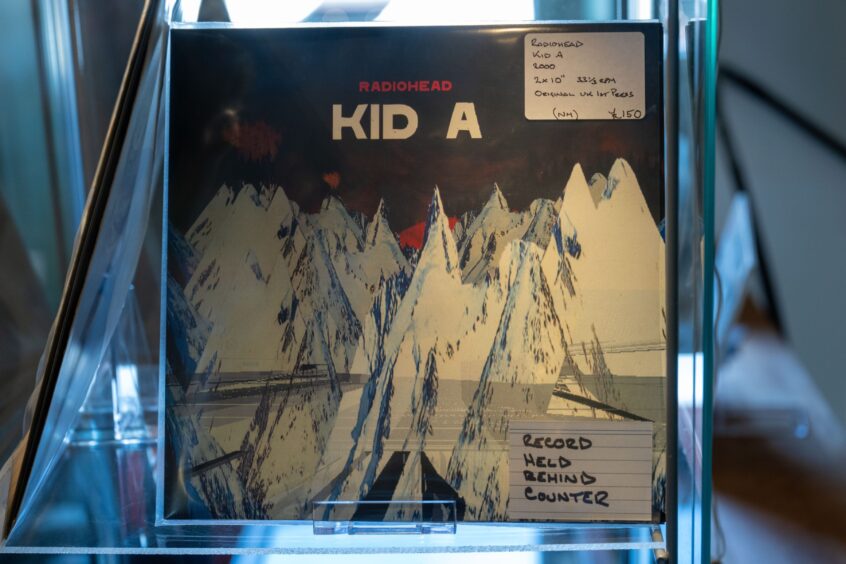 RADIOHEAD
KID A
RADIOHEAD
KID A
2000
2x10" 33⅓ RPM
ORIGINAL UK 1ST PRESS
(NM) £150
RECORD
HELD
BEHIND
COUNTER